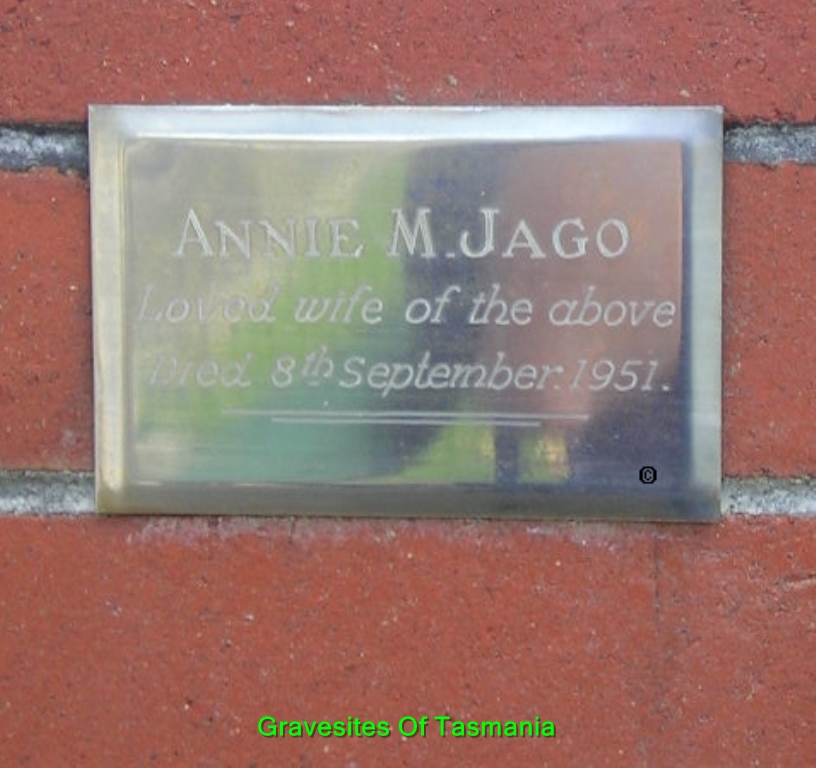 ANNIE M. JAGO
Loved wife of the above
Died 8th September. 1951.
©
Gravesites Of Tasmania